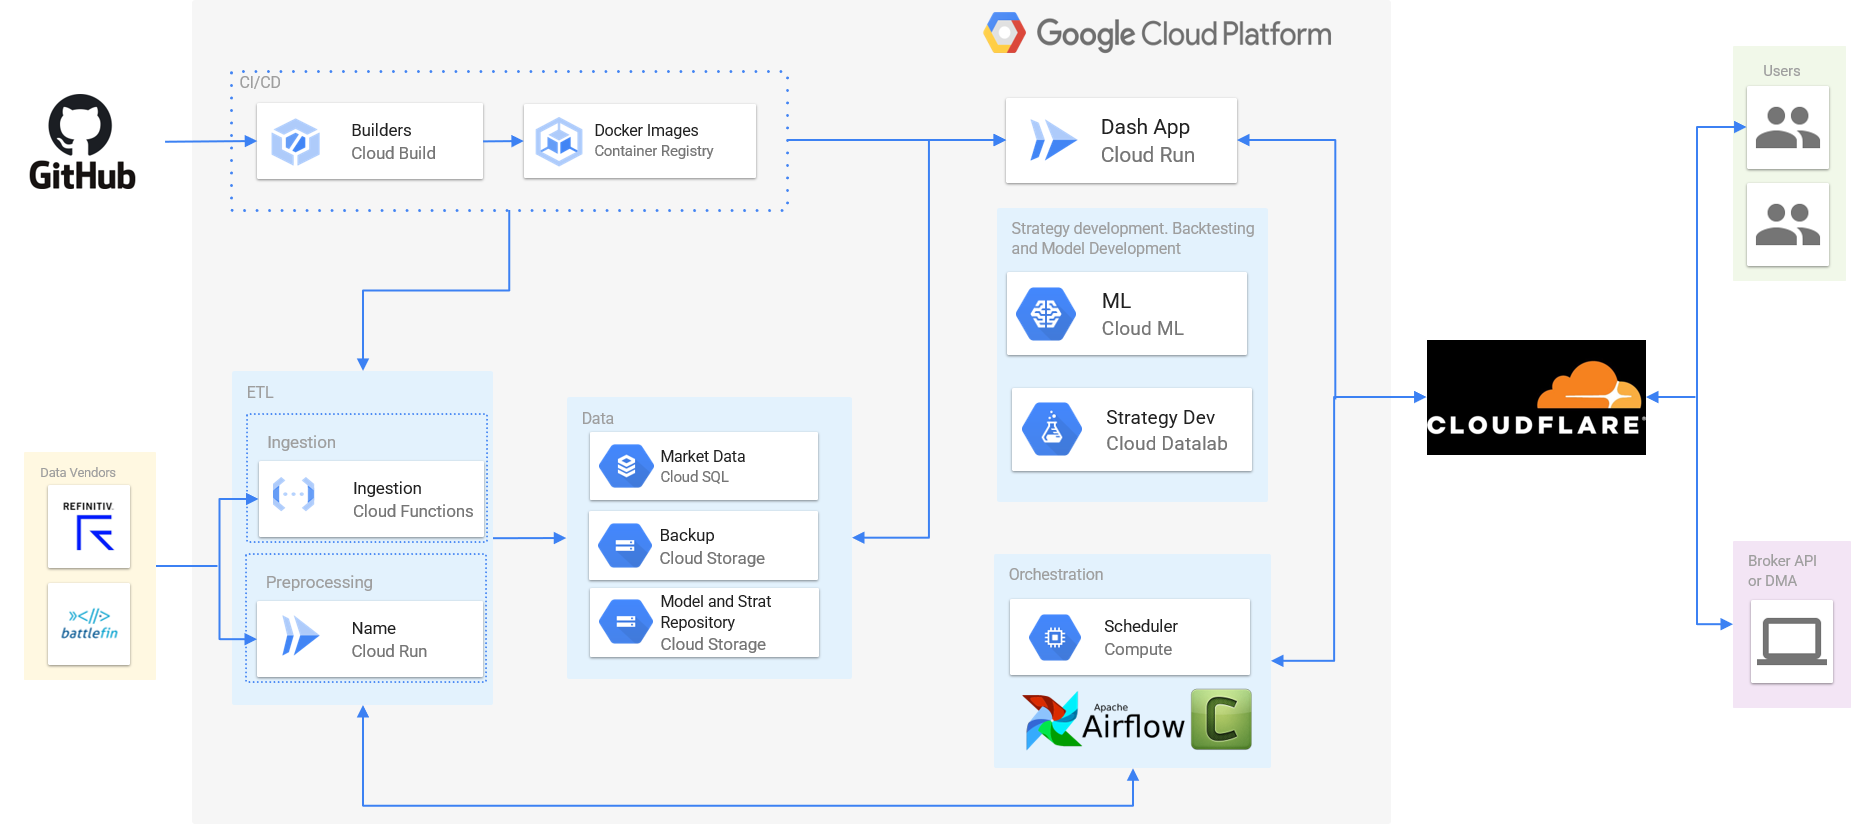 Google Cloud Platform
CI/CD
GitHub
Builders
Cloud Build
Docker Images
Container Registry
Dash App
Cloud Run
Users
Strategy development. Backtesting
and Model Development
ML
Cloud ML
Strategy Dev
Cloud Datalab
CLOUDFLARE
ETL
Ingestion
Ingestion
Cloud Functions
Preprocessing
Name
Cloud Run
Data Vendors
REFINITIV
battlefin
Data
Market Data
Cloud SQL
Backup
Cloud Storage
Model and Strat
Repository
Cloud Storage
Orchestration
Scheduler
Compute
Apache
Airflow
C
Broker API
or DMA